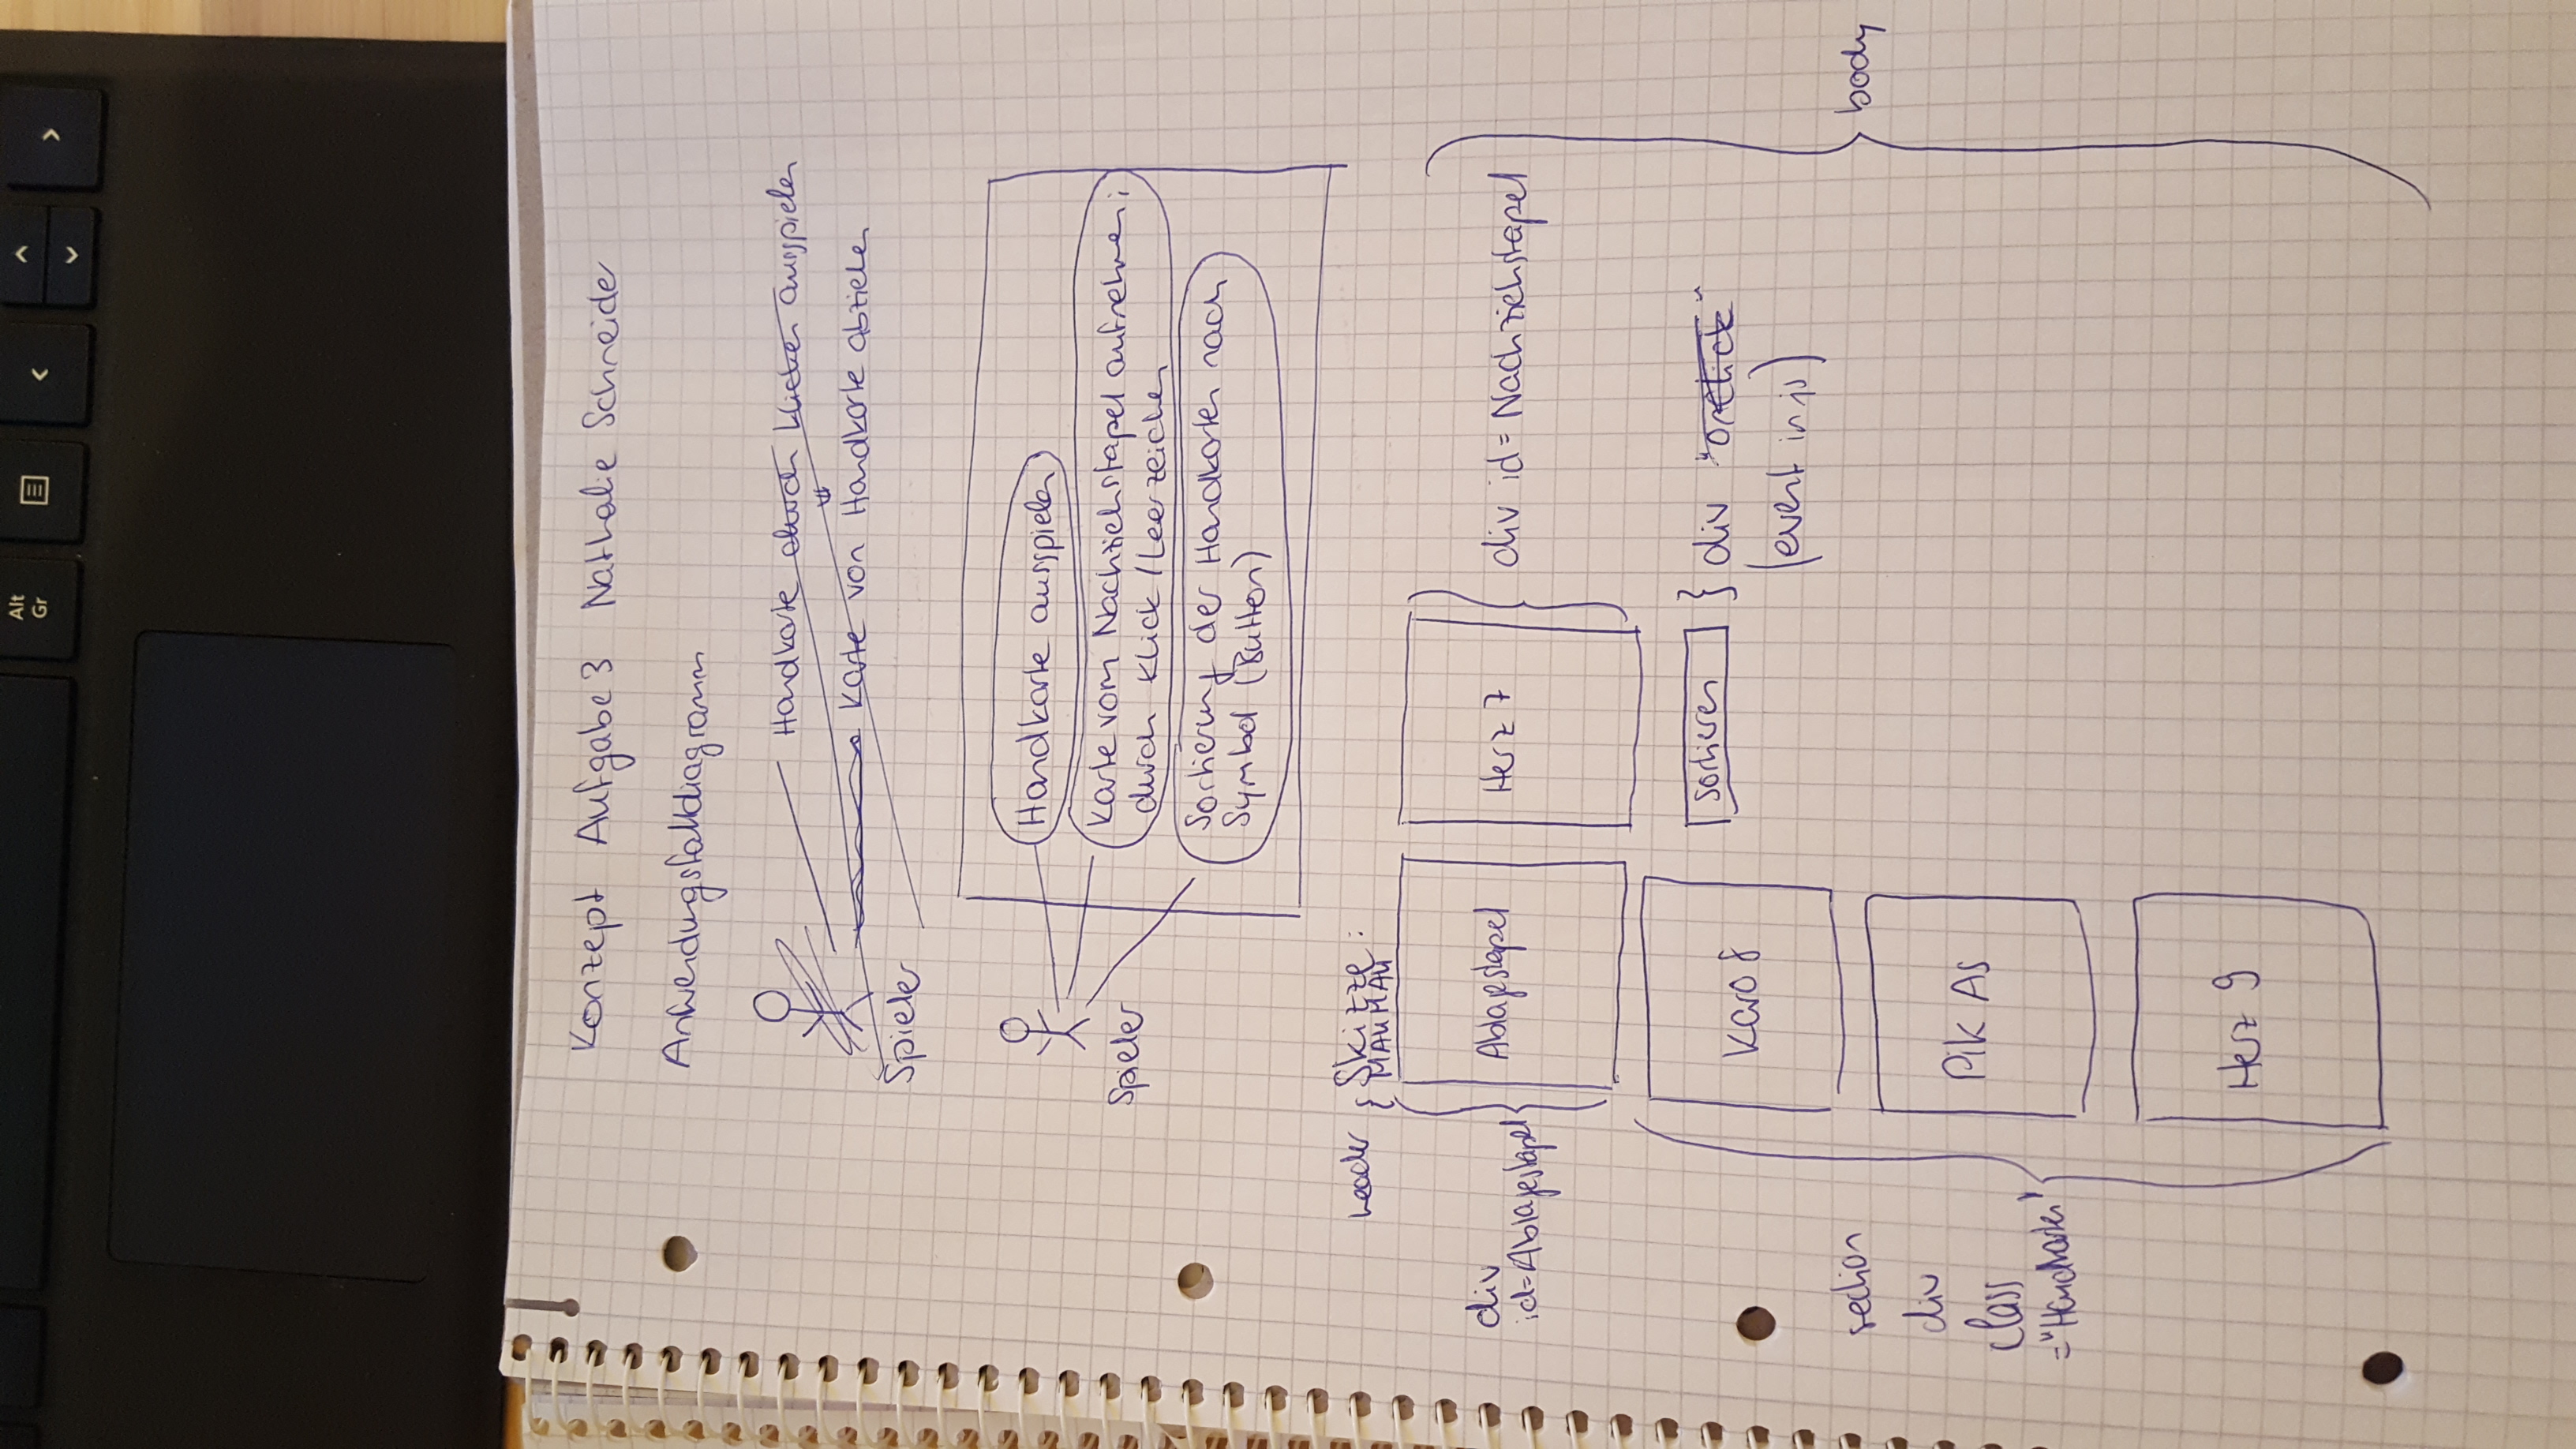 Konzept Aufgabe 3 Nathalie Schneider
Anwendungsfalldiagramm
Handkarte durch klicken ausspielen
Karte von Handkarte abziehen
Spieler
Handkarte ausspielen
Karte vom Nachziehstapel aufnehmen;
durch Klick / Leerzeichen
Sortierung der Handkarten nach
Symbol (Button)
Spieler
header { Skizze:
MAUMAU
div
id=Ablagestapel
Ablagestapel
Herz 7
div id = Nachziehstapel
section
div
class
="Handkarten"
Karo 8
Sortieren
} div "onclick"
(event in js)
Pik As
Herz 9
body
Alt
Gr